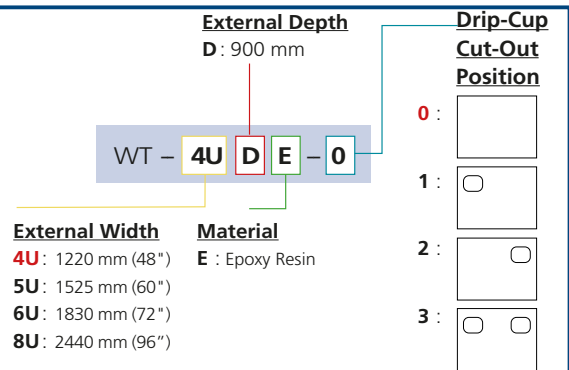 External Depth
D : 900 mm
Drip-Cup
Cut-Out
Position
0 :
1 :
2 :
3 :
WT – 4U D E – 0
External Width
4U : 1220 mm (48")
5U : 1525 mm (60")
6U : 1830 mm (72")
8U : 2440 mm (96”)
Material
E : Epoxy Resin